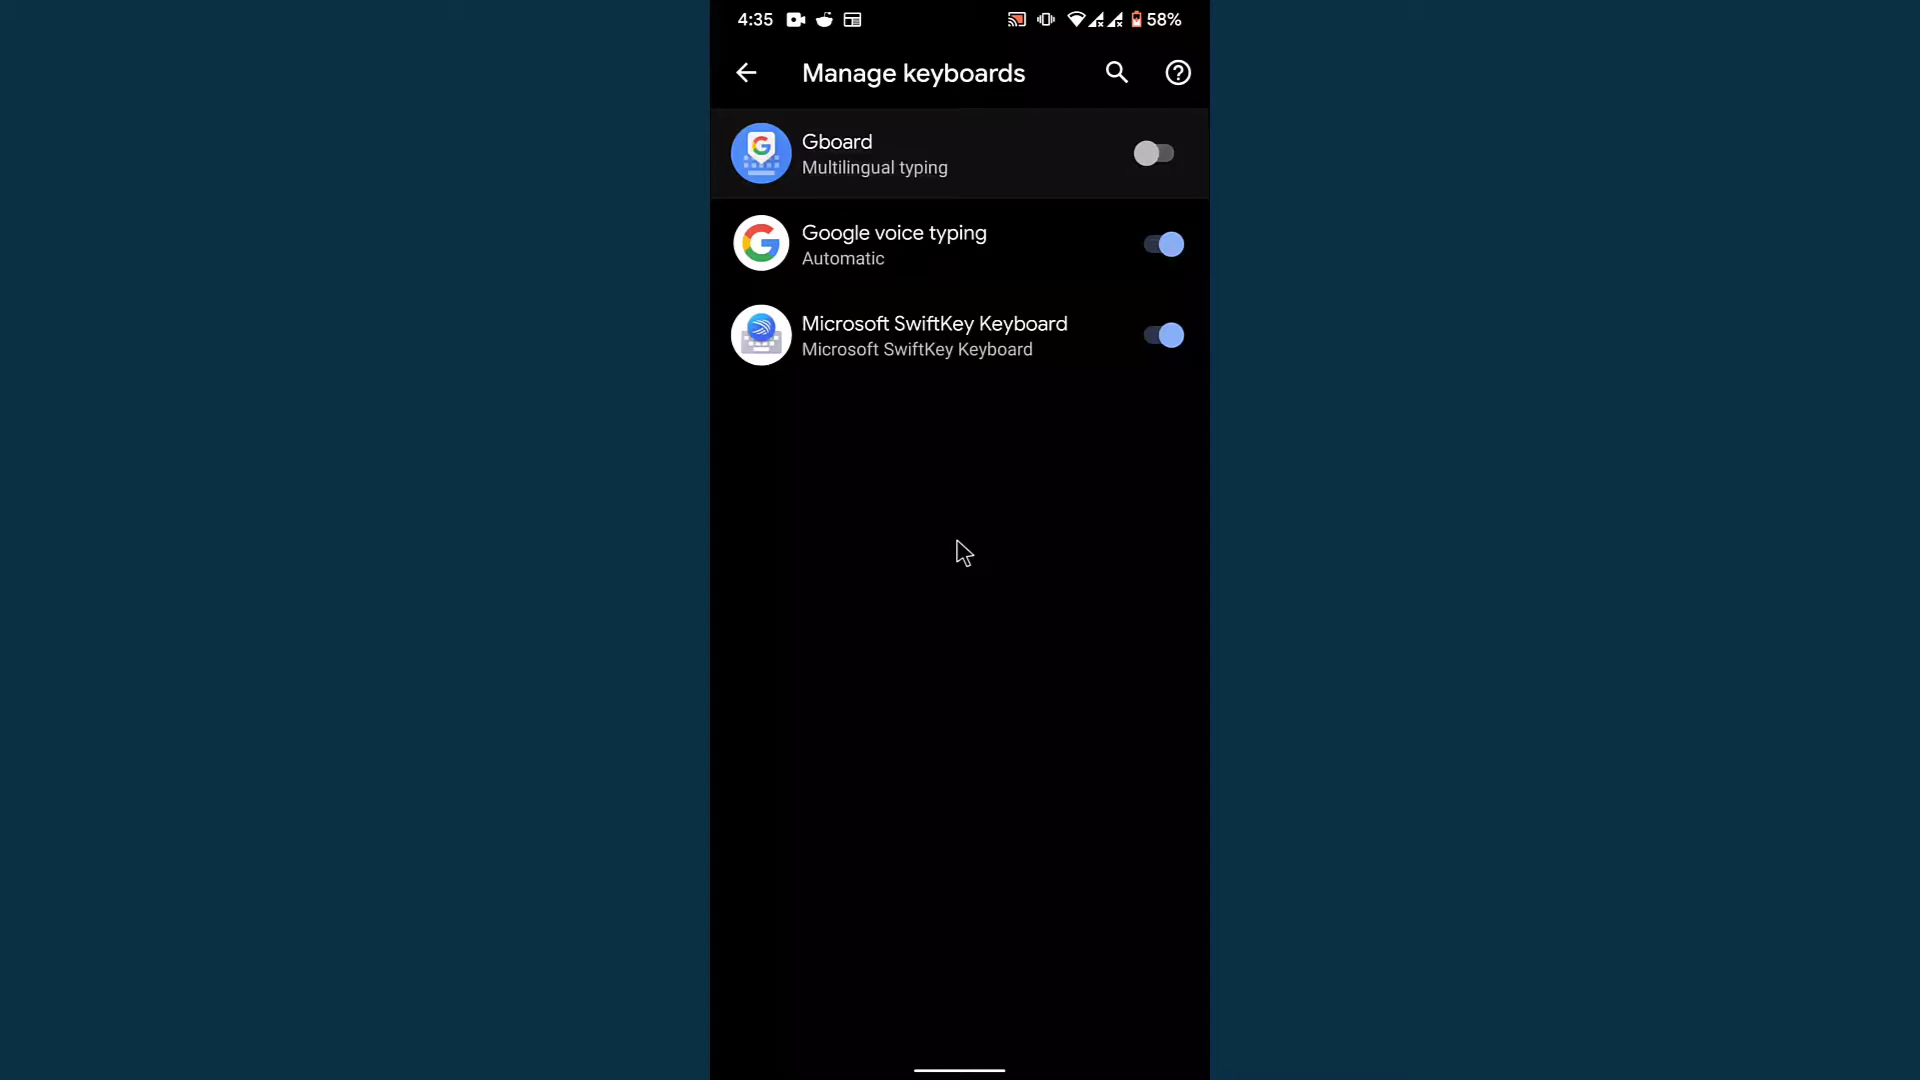 4:35 58%
Manage keyboards
Gboard
Multilingual typing
Google voice typing
Automatic
Microsoft SwiftKey Keyboard
Microsoft SwiftKey Keyboard